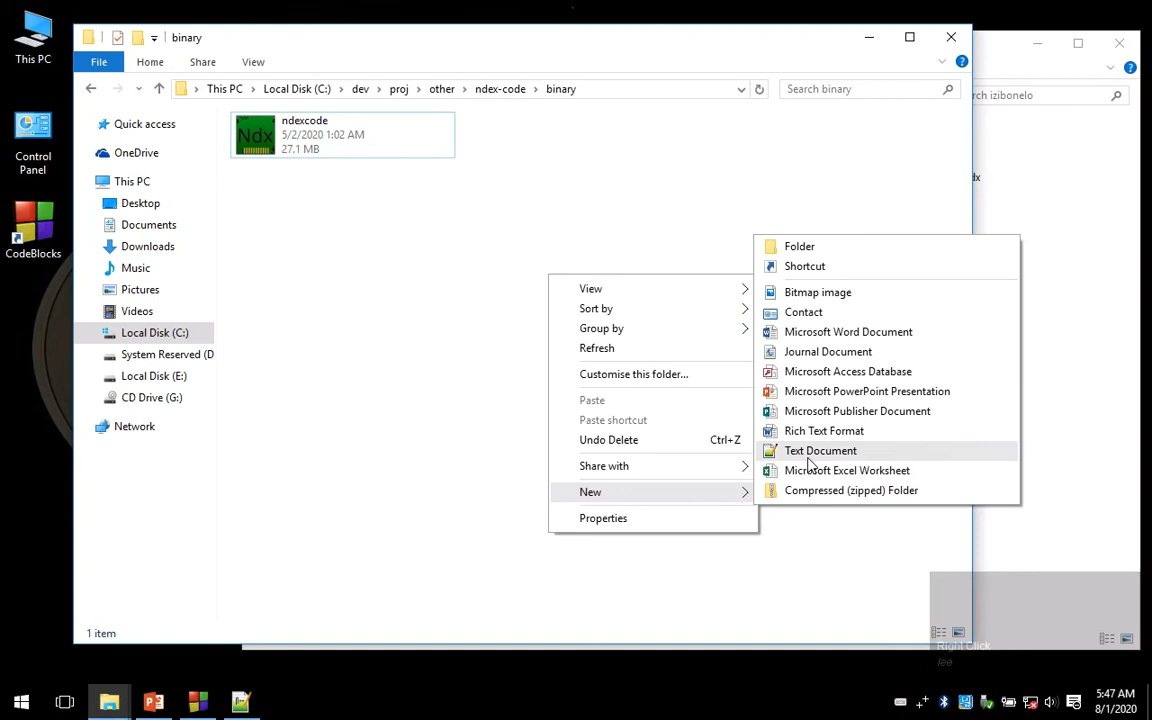 This PC
Control Panel
CodeBlocks
binary
File Home Share View
This PC Local Disk (C:) dev proj other ndex-code binary
Search binary
rch izibonelo
Quick access
OneDrive
This PC
Desktop
Documents
Downloads
Music
Pictures
Videos
Local Disk (C:)
System Reserved (D
Local Disk (E:)
CD Drive (G:)
Network
Ndx
ndexcode
5/2/2020 1:02 AM
27.1 MB
dx
View
Sort by
Group by
Refresh
Customise this folder...
Paste
Paste shortcut
Undo Delete Ctrl+Z
Share with
New
Properties
Folder
Shortcut
Bitmap image
Contact
Microsoft Word Document
Journal Document
Microsoft Access Database
Microsoft PowerPoint Presentation
Microsoft Publisher Document
Rich Text Format
Text Document
Microsoft Excel Worksheet
Compressed (zipped) Folder
1 item
Right Click
fee
5:47 AM
8/1/2020